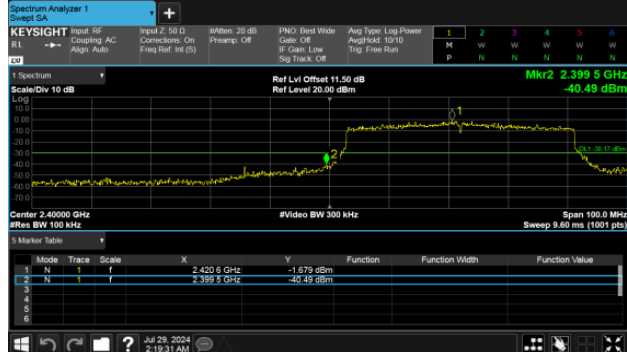 Spectrum Analyzer 1
Swept SA
+
KEYSIGHT Input: RF Input Z: 50 Ω #Atten: 20 dB PNO: Best Wide Avg Type: Log-Power 1 2 3 4 5 6
RL Coupling: AC Corrections: On Preamp: Off Gate: Off Avg|Hold: 10/10 M W W W W W
Align: Auto Freq Ref: Int (S) IF Gain: Low Trig: Free Run
Sig Track: Off P N N N N N
LXI
1 Spectrum Ref Lvl Offset 11.50 dB Mkr2 2.399 5 GHz
Scale/Div 10 dB Ref Level 20.00 dBm -40.49 dBm
Log
10.0
0.00
-10.0
-20.0
-30.0
-40.0
-50.0
-60.0
-70.0
1
2
DL1 -30.17 dBm
Center 2.40000 GHz #Video BW 300 kHz Span 100.0 MHz
#Res BW 100 kHz Sweep 9.60 ms (1001 pts)
5 Marker Table
Mode Trace Scale X Y Function Function Width Function Value
1 N 1 f 2.420 6 GHz -1.679 dBm
2 N 1 f 2.399 5 GHz -40.49 dBm
3
4
5
6
? Jul 29, 2024
2:19:31 AM